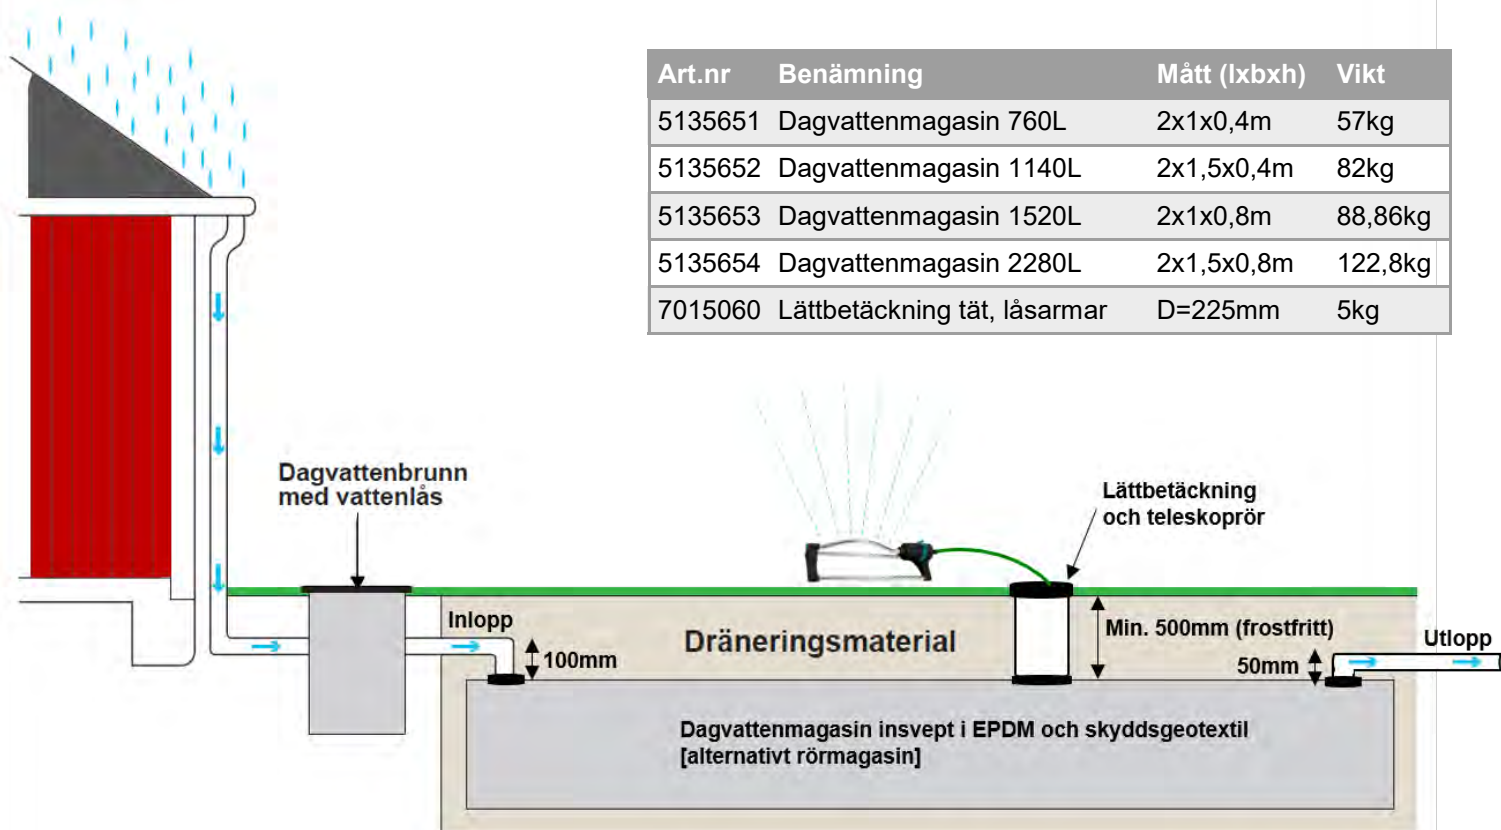 Art.nr Benämning Mått (lxbxh) Vikt
5135651 Dagvattenmagasin 760L 2x1x0,4m 57kg
5135652 Dagvattenmagasin 1140L 2x1,5x0,4m 82kg
5135653 Dagvattenmagasin 1520L 2x1x0,8m 88,86kg
5135654 Dagvattenmagasin 2280L 2x1,5x0,8m 122,8kg
7015060 Lättbetäckning tät, låsarmar D=225mm 5kg
Dagvattenbrunn
med vattenlås
Lättbetäckning
och teleskoprör
Inlopp
100mm
Dräneringsmaterial
Min. 500mm (frostfritt)
50mm
Utlopp
Dagvattenmagasin insvept i EPDM och skyddsgeotextil
[alternativt rörmagasin]